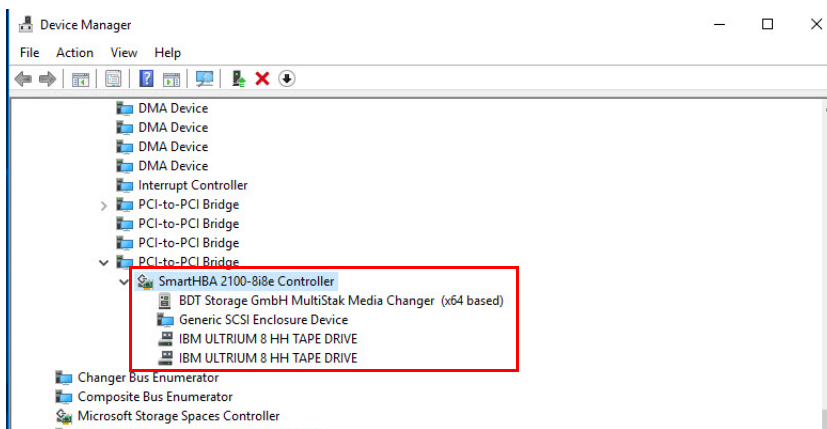 Device Manager
File Action View Help
DMA Device
DMA Device
DMA Device
DMA Device
Interrupt Controller
PCI-to-PCI Bridge
PCI-to-PCI Bridge
PCI-to-PCI Bridge
PCI-to-PCI Bridge
SmartHBA 2100-8i8e Controller
BDT Storage GmbH MultiStak Media Changer (x64 based)
Generic SCSI Enclosure Device
IBM ULTRIUM 8 HH TAPE DRIVE
IBM ULTRIUM 8 HH TAPE DRIVE
Changer Bus Enumerator
Composite Bus Enumerator
Microsoft Storage Spaces Controller